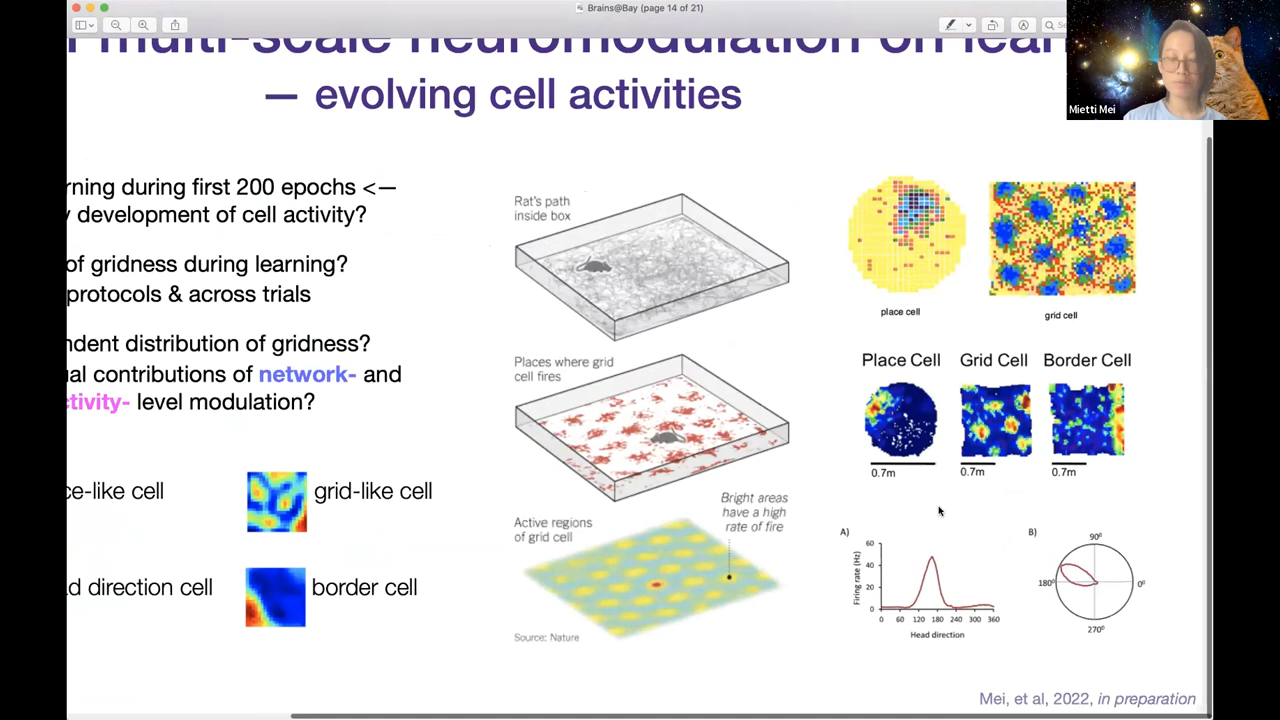 Brains@Bay (page 14 of 21)
multi-scale neuromodulation on
— evolving cell activities
Mietti Mei
rning during first 200 epochs <—
y development of cell activity?
of gridness during learning?
protocols & across trials
ndent distribution of gridness?
al contributions of network- and
ctivity- level modulation?
ce-like cell
grid-like cell
d direction cell
border cell
Rat's path
inside box
Places where grid
cell fires
Bright areas
have a high
rate of fire
Active regions
of grid cell
Source: Nature
place cell
grid cell
Place Cell
Grid Cell
Border Cell
0.7m
0.7m
0.7m
A)
Firing rate (Hz)
60
40
20
0
0 60 120 180 240 300 360
Head direction
B)
90⁰
180⁰
0⁰
270⁰
Mei, et al, 2022, in preparation